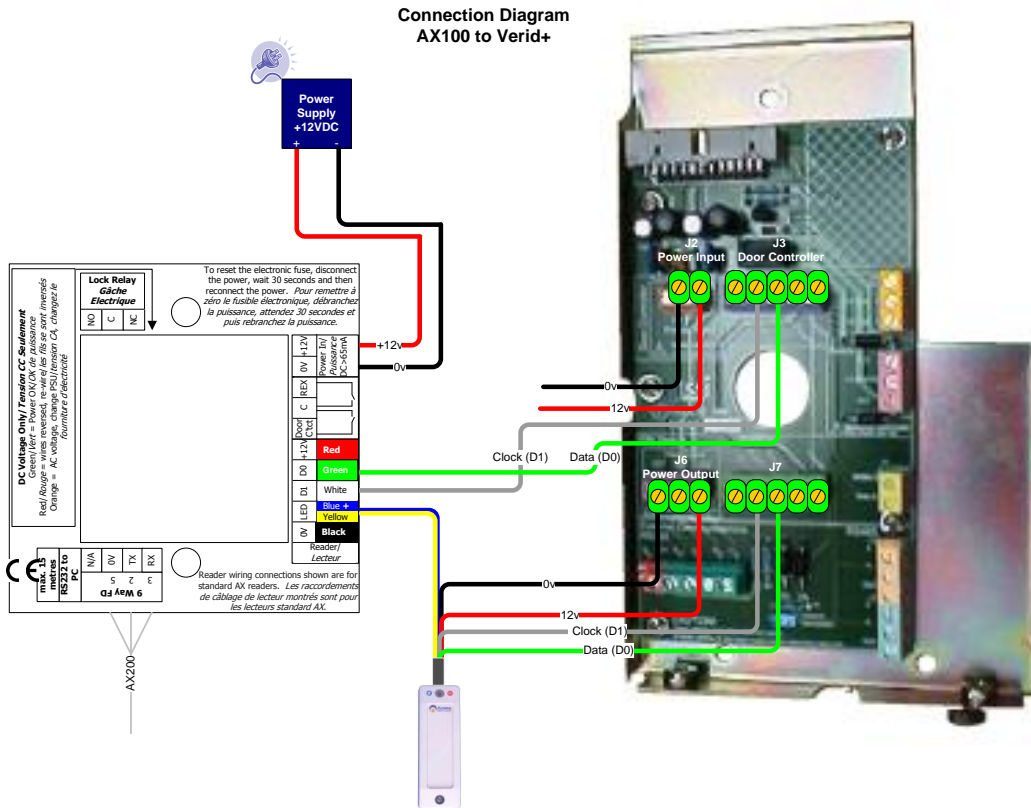 Connection Diagram
AX100 to Verid+
Power
Supply
+12VDC
+ -
Lock Relay
Gâche
Electrique
NO C NC
To reset the electronic fuse, disconnect
the power, wait 30 seconds and then
reconnect the power. Pour remettre à
zéro le fusible électronique, débranchez
la puissance, attendez 30 secondes et
puis rebranchez la puissance.
DC Voltage Only/ Tension CC Seulement
Green/Vert = Power OK/OK de puissance
Red/ Rouge = wires reversed, re-wire/les fils se sont inversés
Orange = AC voltage, change PSU/tension CA, changez le
fourniture d'électricité
+12V
0V
Power In/
Puissance
DC>65mA
REX
C
Door
C'tct
+12V Red
D0 Green
D1 White
LED Blue +
Yellow
0V Black
Reader/
Lecteur
+12v
0v
CE
max. 15
metres
RS232 to
PC
N/A 0V TX RX
5 2 3
9 Way FD
Reader wiring connections shown are for
standard AX readers. Les raccordements
de câblage de lecteur montrés sont pour
les lecteurs standard AX.
AX200
J2
Power Input
J3
Door Controller
0v
12v
Clock (D1)
Data (D0)
J6
Power Output
J7
0v
12v
Clock (D1)
Data (D0)